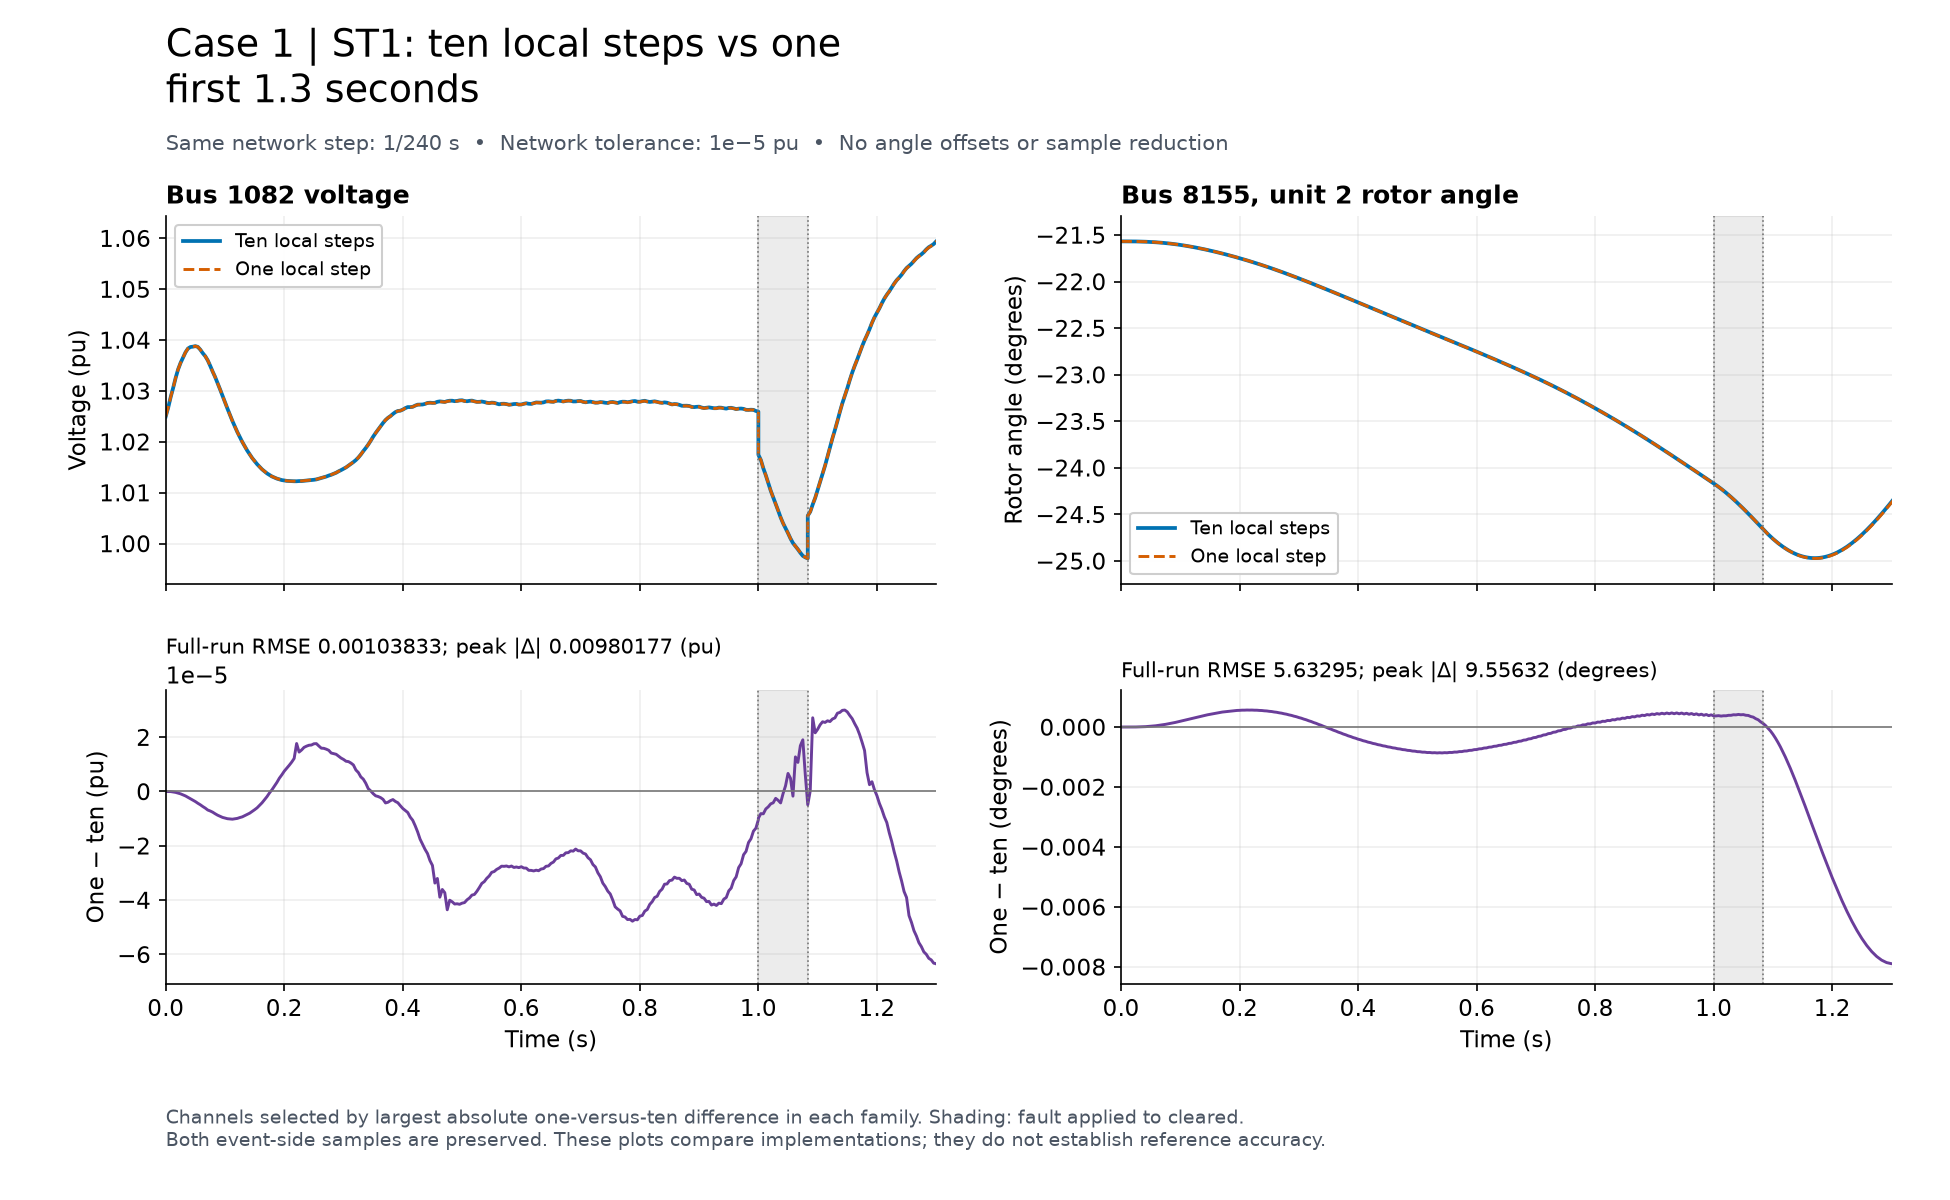 Case 1 | ST1: ten local steps vs one
first 1.3 seconds
Same network step: 1/240 s • Network tolerance: 1e−5 pu • No angle offsets or sample reduction
Bus 1082 voltage
Voltage (pu)
1.06
1.05
1.04
1.03
1.02
1.01
1.00
Ten local steps
One local step
Bus 8155, unit 2 rotor angle
Rotor angle (degrees)
−21.5
−22.0
−22.5
−23.0
−23.5
−24.0
−24.5
−25.0
Ten local steps
One local step
Full-run RMSE 0.00103833; peak |Δ| 0.00980177 (pu)
1e−5
One − ten (pu)
2
0
−2
−4
−6
0.0 0.2 0.4 0.6 0.8 1.0 1.2
Time (s)
Full-run RMSE 5.63295; peak |Δ| 9.55632 (degrees)
One − ten (degrees)
0.000
−0.002
−0.004
−0.006
−0.008
0.0 0.2 0.4 0.6 0.8 1.0 1.2
Time (s)
Channels selected by largest absolute one-versus-ten difference in each family. Shading: fault applied to cleared.
Both event-side samples are preserved. These plots compare implementations; they do not establish reference accuracy.